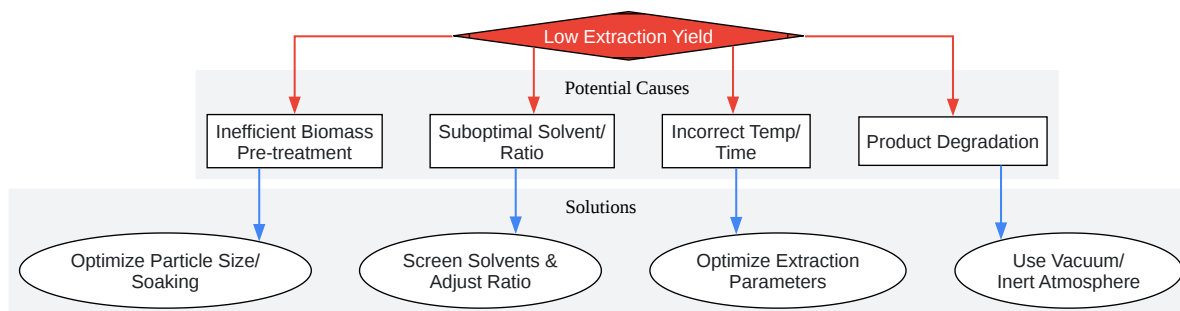 Low Extraction Yield
Potential Causes
Inefficient Biomass
Pre-treatment
Suboptimal Solvent/
Ratio
Incorrect Temp/
Time
Product Degradation
Solutions
Optimize Particle Size/
Soaking
Screen Solvents &
Adjust Ratio
Optimize Extraction
Parameters
Use Vacuum/
Inert Atmosphere